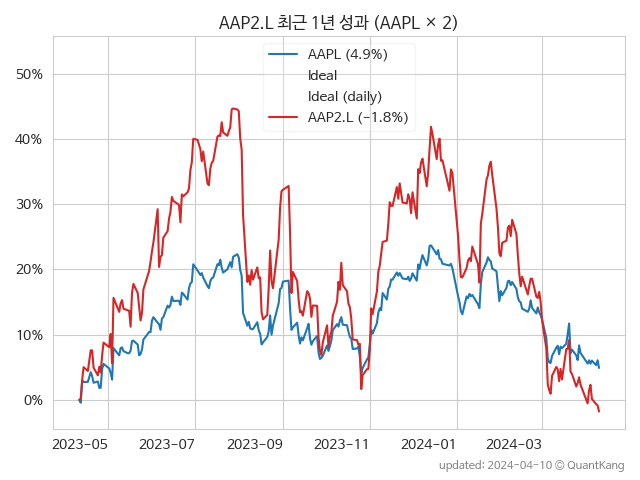 AAP2.L 최근 1년 성과 (AAPL × 2)
AAPL (4.9%)
Ideal
Ideal (daily)
AAP2.L (−1.8%)
50%
40%
30%
20%
10%
0%
2023-05 2023-07 2023-09 2023-11 2024-01 2024-03
updated: 2024-04-10 © QuantKang